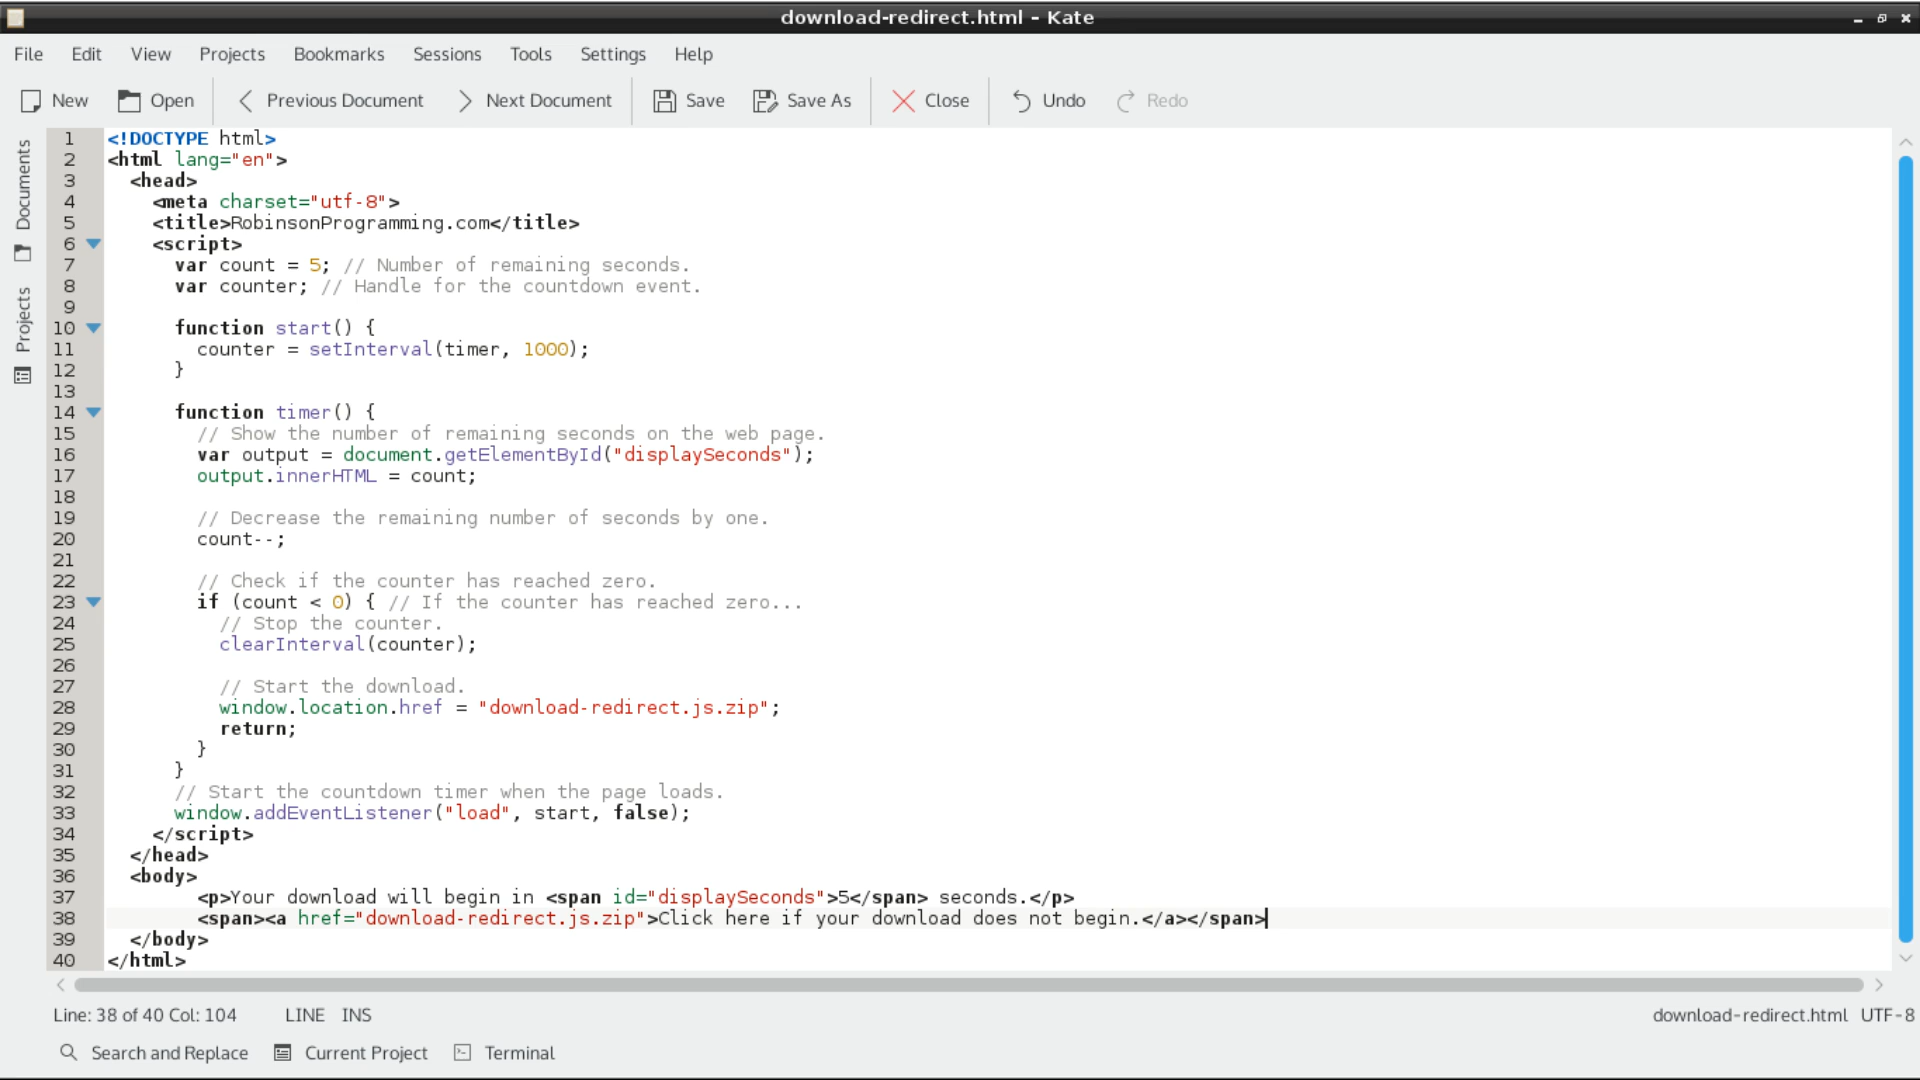 download-redirect.html - Kate
File Edit View Projects Bookmarks Sessions Tools Settings Help
New Open Previous Document Next Document Save Save As Close Undo Redo
Documents
Projects
1 <!DOCTYPE html>
2 <html lang="en">
3   <head>
4     <meta charset="utf-8">
5     <title>RobinsonProgramming.com</title>
6     <script>
7       var count = 5; // Number of remaining seconds.
8       var counter; // Handle for the countdown event.
9
10       function start() {
11         counter = setInterval(timer, 1000);
12       }
13
14       function timer() {
15         // Show the number of remaining seconds on the web page.
16         var output = document.getElementById("displaySeconds");
17         output.innerHTML = count;
18
19         // Decrease the remaining number of seconds by one.
20         count--;
21
22         // Check if the counter has reached zero.
23         if (count < 0) { // If the counter has reached zero...
24           // Stop the counter.
25           clearInterval(counter);
26
27           // Start the download.
28           window.location.href = "download-redirect.js.zip";
29           return;
30         }
31       }
32       // Start the countdown timer when the page loads.
33       window.addEventListener("load", start, false);
34     </script>
35   </head>
36   <body>
37         <p>Your download will begin in <span id="displaySeconds">5</span> seconds.</p>
38         <span><a href="download-redirect.js.zip">Click here if your download does not begin.</a></span>
39   </body>
40 </html>
Line: 38 of 40 Col: 104 LINE INS download-redirect.html UTF-8
Search and Replace Current Project Terminal